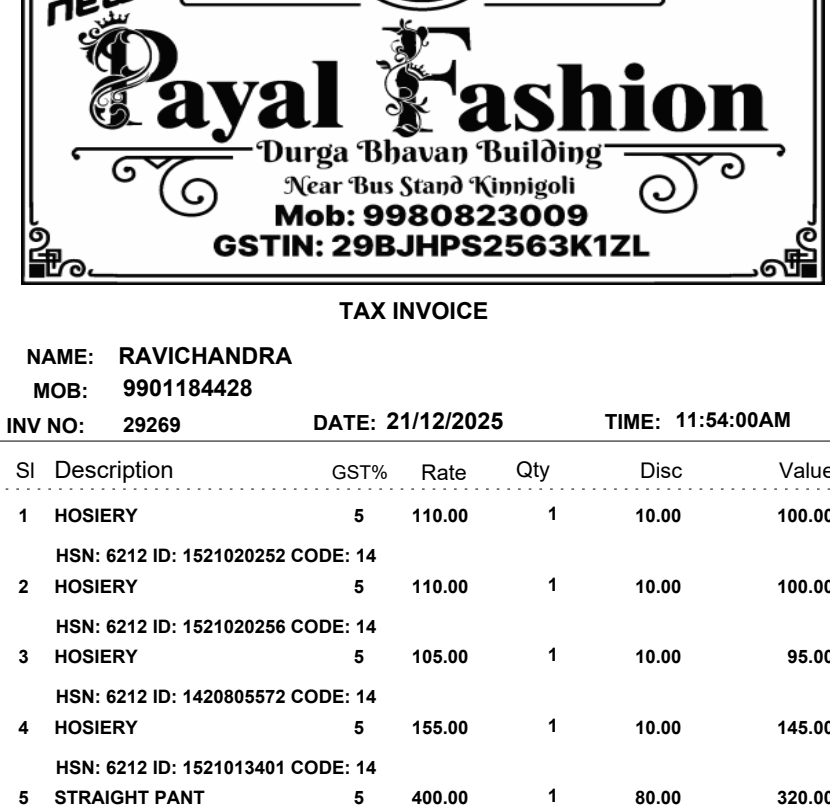 new
Payal Fashion
Durga Bhavan Building
Near Bus Stand Kinnigoli
Mob: 9980823009
GSTIN: 29BJHPS2563K1ZL
TAX INVOICE
NAME: RAVICHANDRA
MOB: 9901184428
INV NO: 29269 DATE: 21/12/2025 TIME: 11:54:00AM
Sl Description GST% Rate Qty Disc Value
1 HOSIERY 5 110.00 1 10.00 100.00
HSN: 6212 ID: 1521020252 CODE: 14
2 HOSIERY 5 110.00 1 10.00 100.00
HSN: 6212 ID: 1521020256 CODE: 14
3 HOSIERY 5 105.00 1 10.00 95.00
HSN: 6212 ID: 1420805572 CODE: 14
4 HOSIERY 5 155.00 1 10.00 145.00
HSN: 6212 ID: 1521013401 CODE: 14
5 STRAIGHT PANT 5 400.00 1 80.00 320.00